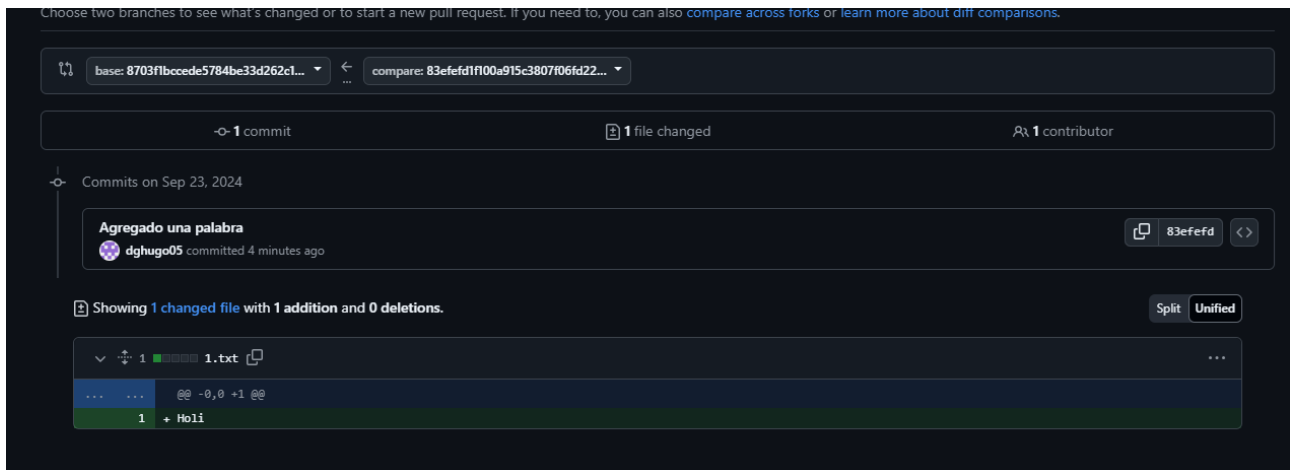 Choose two branches to see what's changed or to start a new pull request. If you need to, you can also compare across forks or learn more about diff comparisons.
base: 8703f1bccede5784be33d262c1... ← ... compare: 83efefd1f100a915c3807f06fd22...
1 commit 1 file changed 1 contributor
Commits on Sep 23, 2024
Agregado una palabra
dghugo05 committed 4 minutes ago
83efefd <>
Showing 1 changed file with 1 addition and 0 deletions.
Split Unified
1 1.txt ...
... ... @@ -0,0 +1 @@
1 + Holi